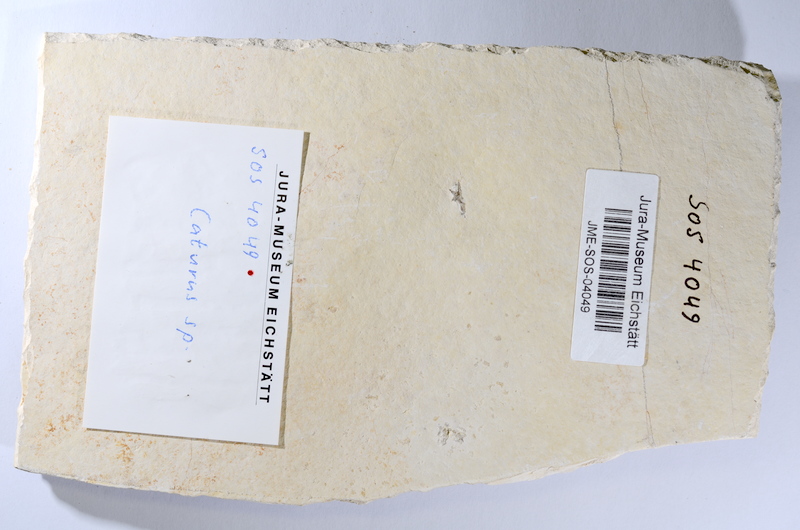 JURA-MUSEUM EICHSTÄTT
SOS 4049
Caturus sp.
SOS 4049
Jura-Museum Eichstätt
JME-SOS-04049